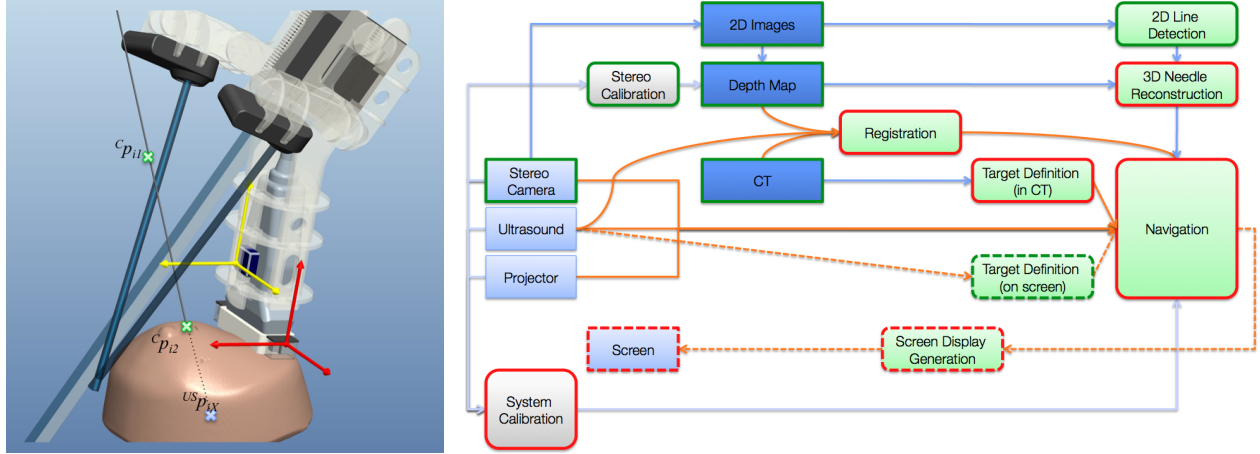 C p i1
C p i2
US p iX
2D Images
2D Line
Detection
Stereo
Calibration
Depth Map
3D Needle
Reconstruction
Registration
Stereo
Camera
CT
Target Definition
(in CT)
Ultrasound
Navigation
Projector
Target Definition
(on screen)
Screen
Screen Display
Generation
System
Calibration